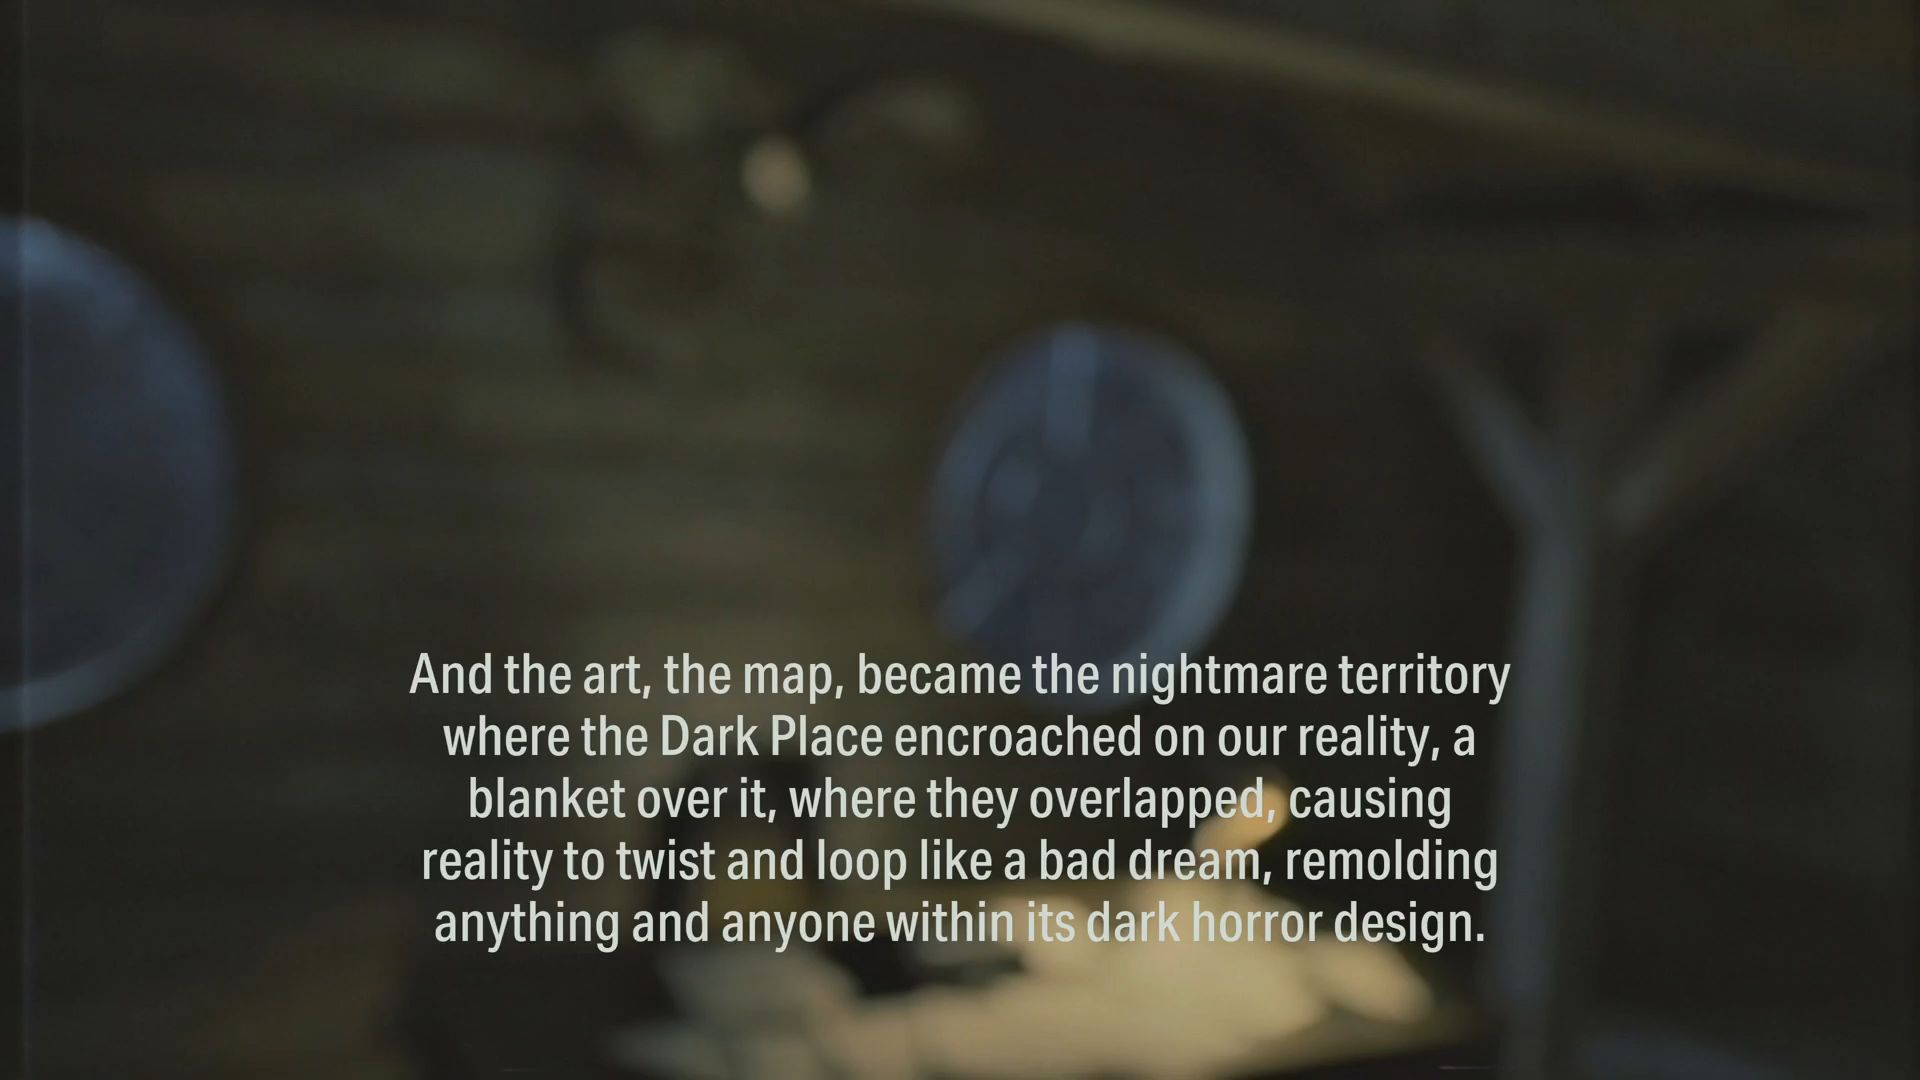 And the art, the map, became the nightmare territory
where the Dark Place encroached on our reality, a
blanket over it, where they overlapped, causing
reality to twist and loop like a bad dream, remolding
anything and anyone within its dark horror design.